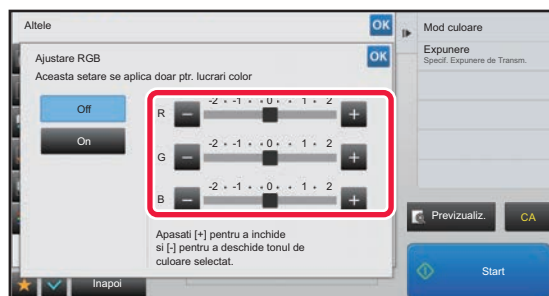 Altele
OK
Ajustare RGB
OK
Aceasta setare se aplica doar ptr. lucrari color
Off
On
R
-2 -1 0 1 2
G
-2 -1 0 1 2
B
-2 -1 0 1 2
Apasati [+] pentru a inchide
si [-] pentru a deschide tonul de
culoare selectat.
Inapoi
Mod culoare
Expunere
Specif. Expunere de Transm.
Previzualiz.
CA
Start